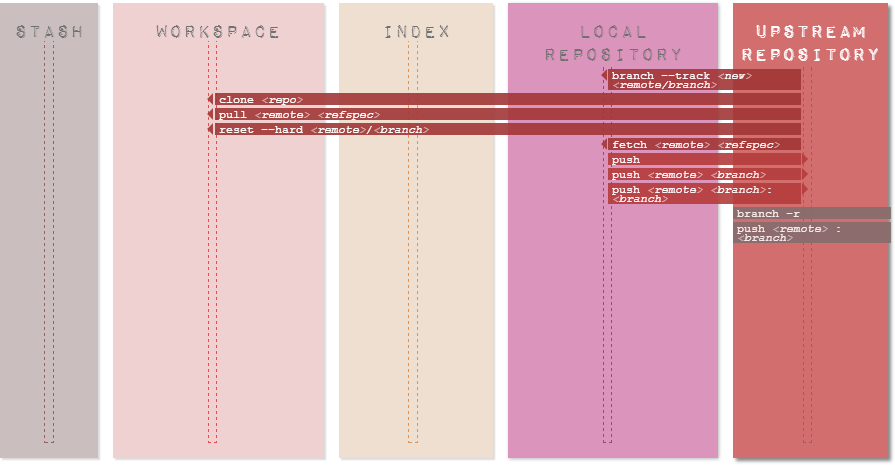 STASH
WORKSPACE
INDEX
LOCAL
REPOSITORY
UPSTREAM
REPOSITORY
branch --track <new>
<remote/branch>
clone <repo>
pull <remote> <refspec>
reset --hard <remote>/<branch>
fetch <remote> <refspec>
push
push <remote> <branch>
push <remote> <branch>:
<branch>
branch -r
push <remote> :
<branch>